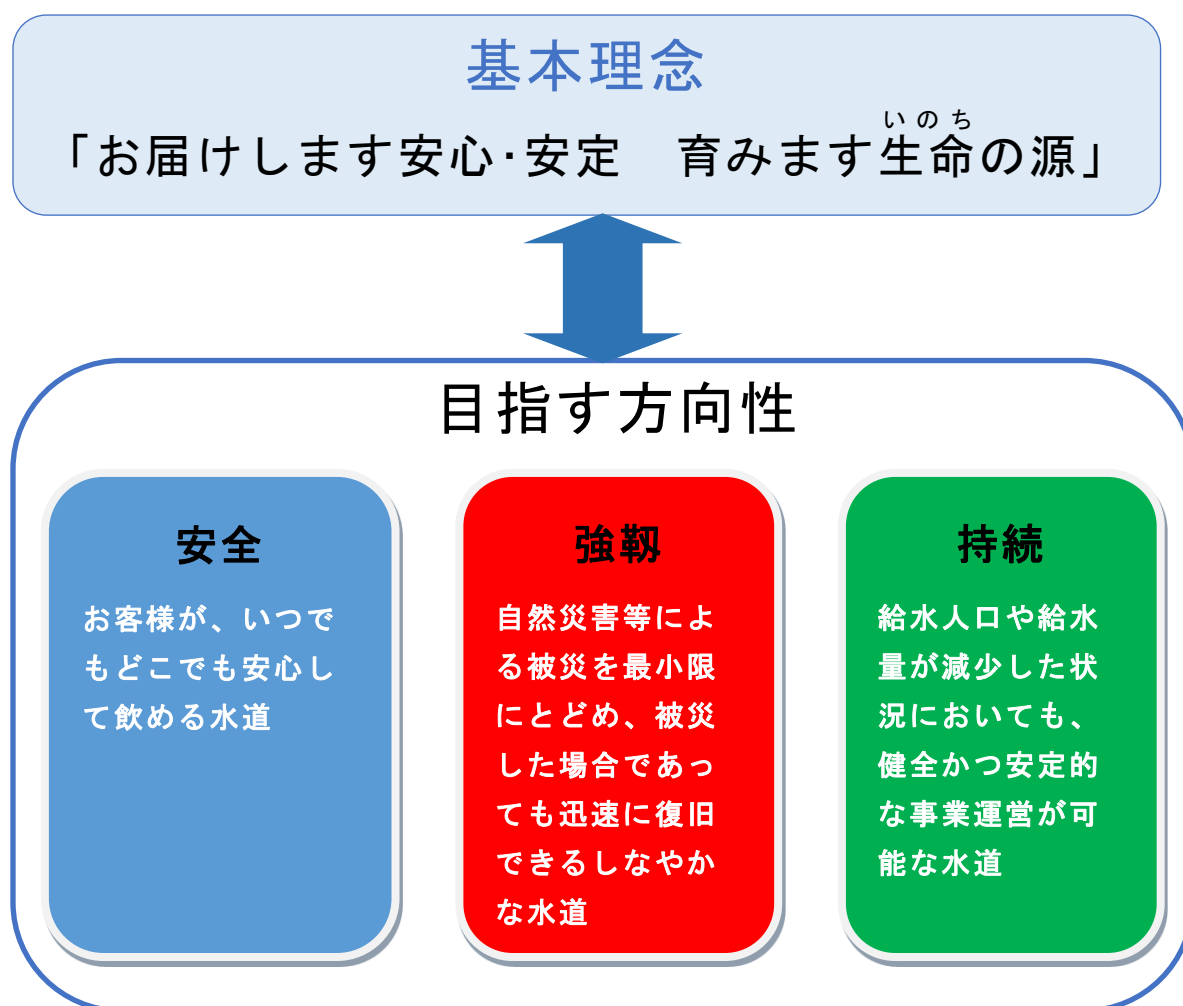 基本理念
いのち
「お届けします安心･安定　育みます生命の源」
目指す方向性
安全
お客様が、いつで
もどこでも安心し
て飲める水道
強靱
自然災害等によ
る被災を最小限
にとどめ、被災
した場合であっ
ても迅速に復旧
できるしなやか
な水道
持続
給水人口や給水
量が減少した状
況においても、
健全かつ安定的
な事業運営が可
能な水道